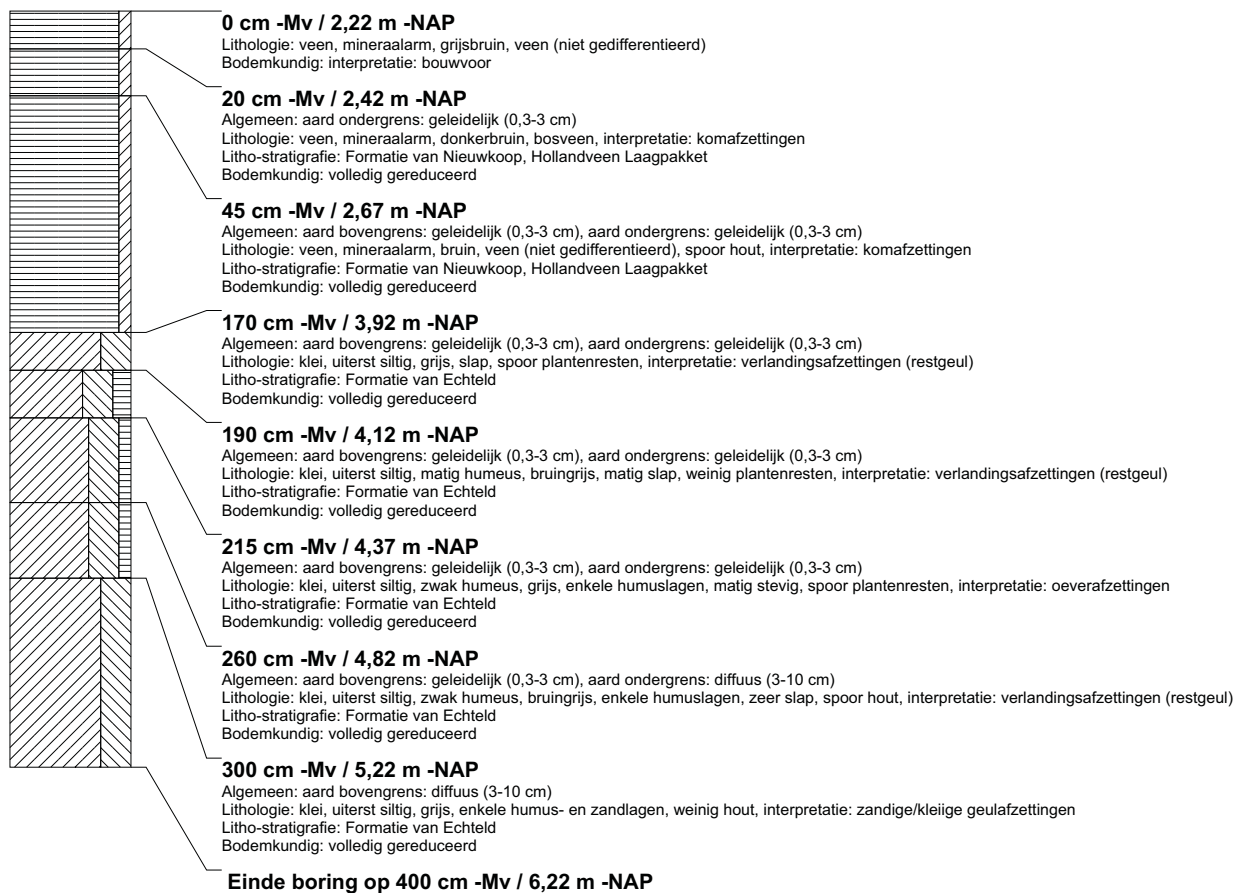 0 cm -Mv / 2,22 m -NAP
Lithologie: veen, mineraalarm, grijsbruin, veen (niet gedifferentieerd)
Bodemkundig: interpretatie: bouwvoor
20 cm -Mv / 2,42 m -NAP
Algemeen: aard ondergrens: geleidelijk (0,3-3 cm)
Lithologie: veen, mineraalarm, donkerbruin, bosveen, interpretatie: komafzettingen
Litho-stratigrafie: Formatie van Nieuwkoop, Hollandveen Laagpakket
Bodemkundig: volledig gereduceerd
45 cm -Mv / 2,67 m -NAP
Algemeen: aard bovengrens: geleidelijk (0,3-3 cm), aard ondergrens: geleidelijk (0,3-3 cm)
Lithologie: veen, mineraalarm, bruin, veen (niet gedifferentieerd), spoor hout, interpretatie: komafzettingen
Litho-stratigrafie: Formatie van Nieuwkoop, Hollandveen Laagpakket
Bodemkundig: volledig gereduceerd
170 cm -Mv / 3,92 m -NAP
Algemeen: aard bovengrens: geleidelijk (0,3-3 cm), aard ondergrens: geleidelijk (0,3-3 cm)
Lithologie: klei, uiterst siltig, grijs, slap, spoor plantenresten, interpretatie: verlandingsafzettingen (restgeul)
Litho-stratigrafie: Formatie van Echteld
Bodemkundig: volledig gereduceerd
190 cm -Mv / 4,12 m -NAP
Algemeen: aard bovengrens: geleidelijk (0,3-3 cm), aard ondergrens: geleidelijk (0,3-3 cm)
Lithologie: klei, uiterst siltig, matig humeus, bruingrijs, matig slap, weinig plantenresten, interpretatie: verlandingsafzettingen (restgeul)
Litho-stratigrafie: Formatie van Echteld
Bodemkundig: volledig gereduceerd
215 cm -Mv / 4,37 m -NAP
Algemeen: aard bovengrens: geleidelijk (0,3-3 cm), aard ondergrens: geleidelijk (0,3-3 cm)
Lithologie: klei, uiterst siltig, zwak humeus, grijs, enkele humuslagen, matig stevig, spoor plantenresten, interpretatie: oeverafzettingen
Litho-stratigrafie: Formatie van Echteld
Bodemkundig: volledig gereduceerd
260 cm -Mv / 4,82 m -NAP
Algemeen: aard bovengrens: geleidelijk (0,3-3 cm), aard ondergrens: diffuus (3-10 cm)
Lithologie: klei, uiterst siltig, zwak humeus, bruingrijs, enkele humuslagen, zeer slap, spoor hout, interpretatie: verlandingsafzettingen (restgeul)
Litho-stratigrafie: Formatie van Echteld
Bodemkundig: volledig gereduceerd
300 cm -Mv / 5,22 m -NAP
Algemeen: aard bovengrens: diffuus (3-10 cm)
Lithologie: klei, uiterst siltig, grijs, enkele humus- en zandlagen, weinig hout, interpretatie: zandige/kleiige geulafzettingen
Litho-stratigrafie: Formatie van Echteld
Bodemkundig: volledig gereduceerd
Einde boring op 400 cm -Mv / 6,22 m -NAP